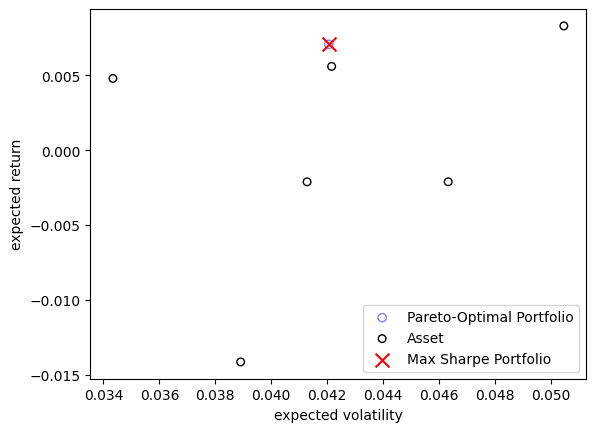 expected return
0.005
0.000
−0.005
−0.010
−0.015
Pareto-Optimal Portfolio
Asset
Max Sharpe Portfolio
0.034 0.036 0.038 0.040 0.042 0.044 0.046 0.048 0.050
expected volatility